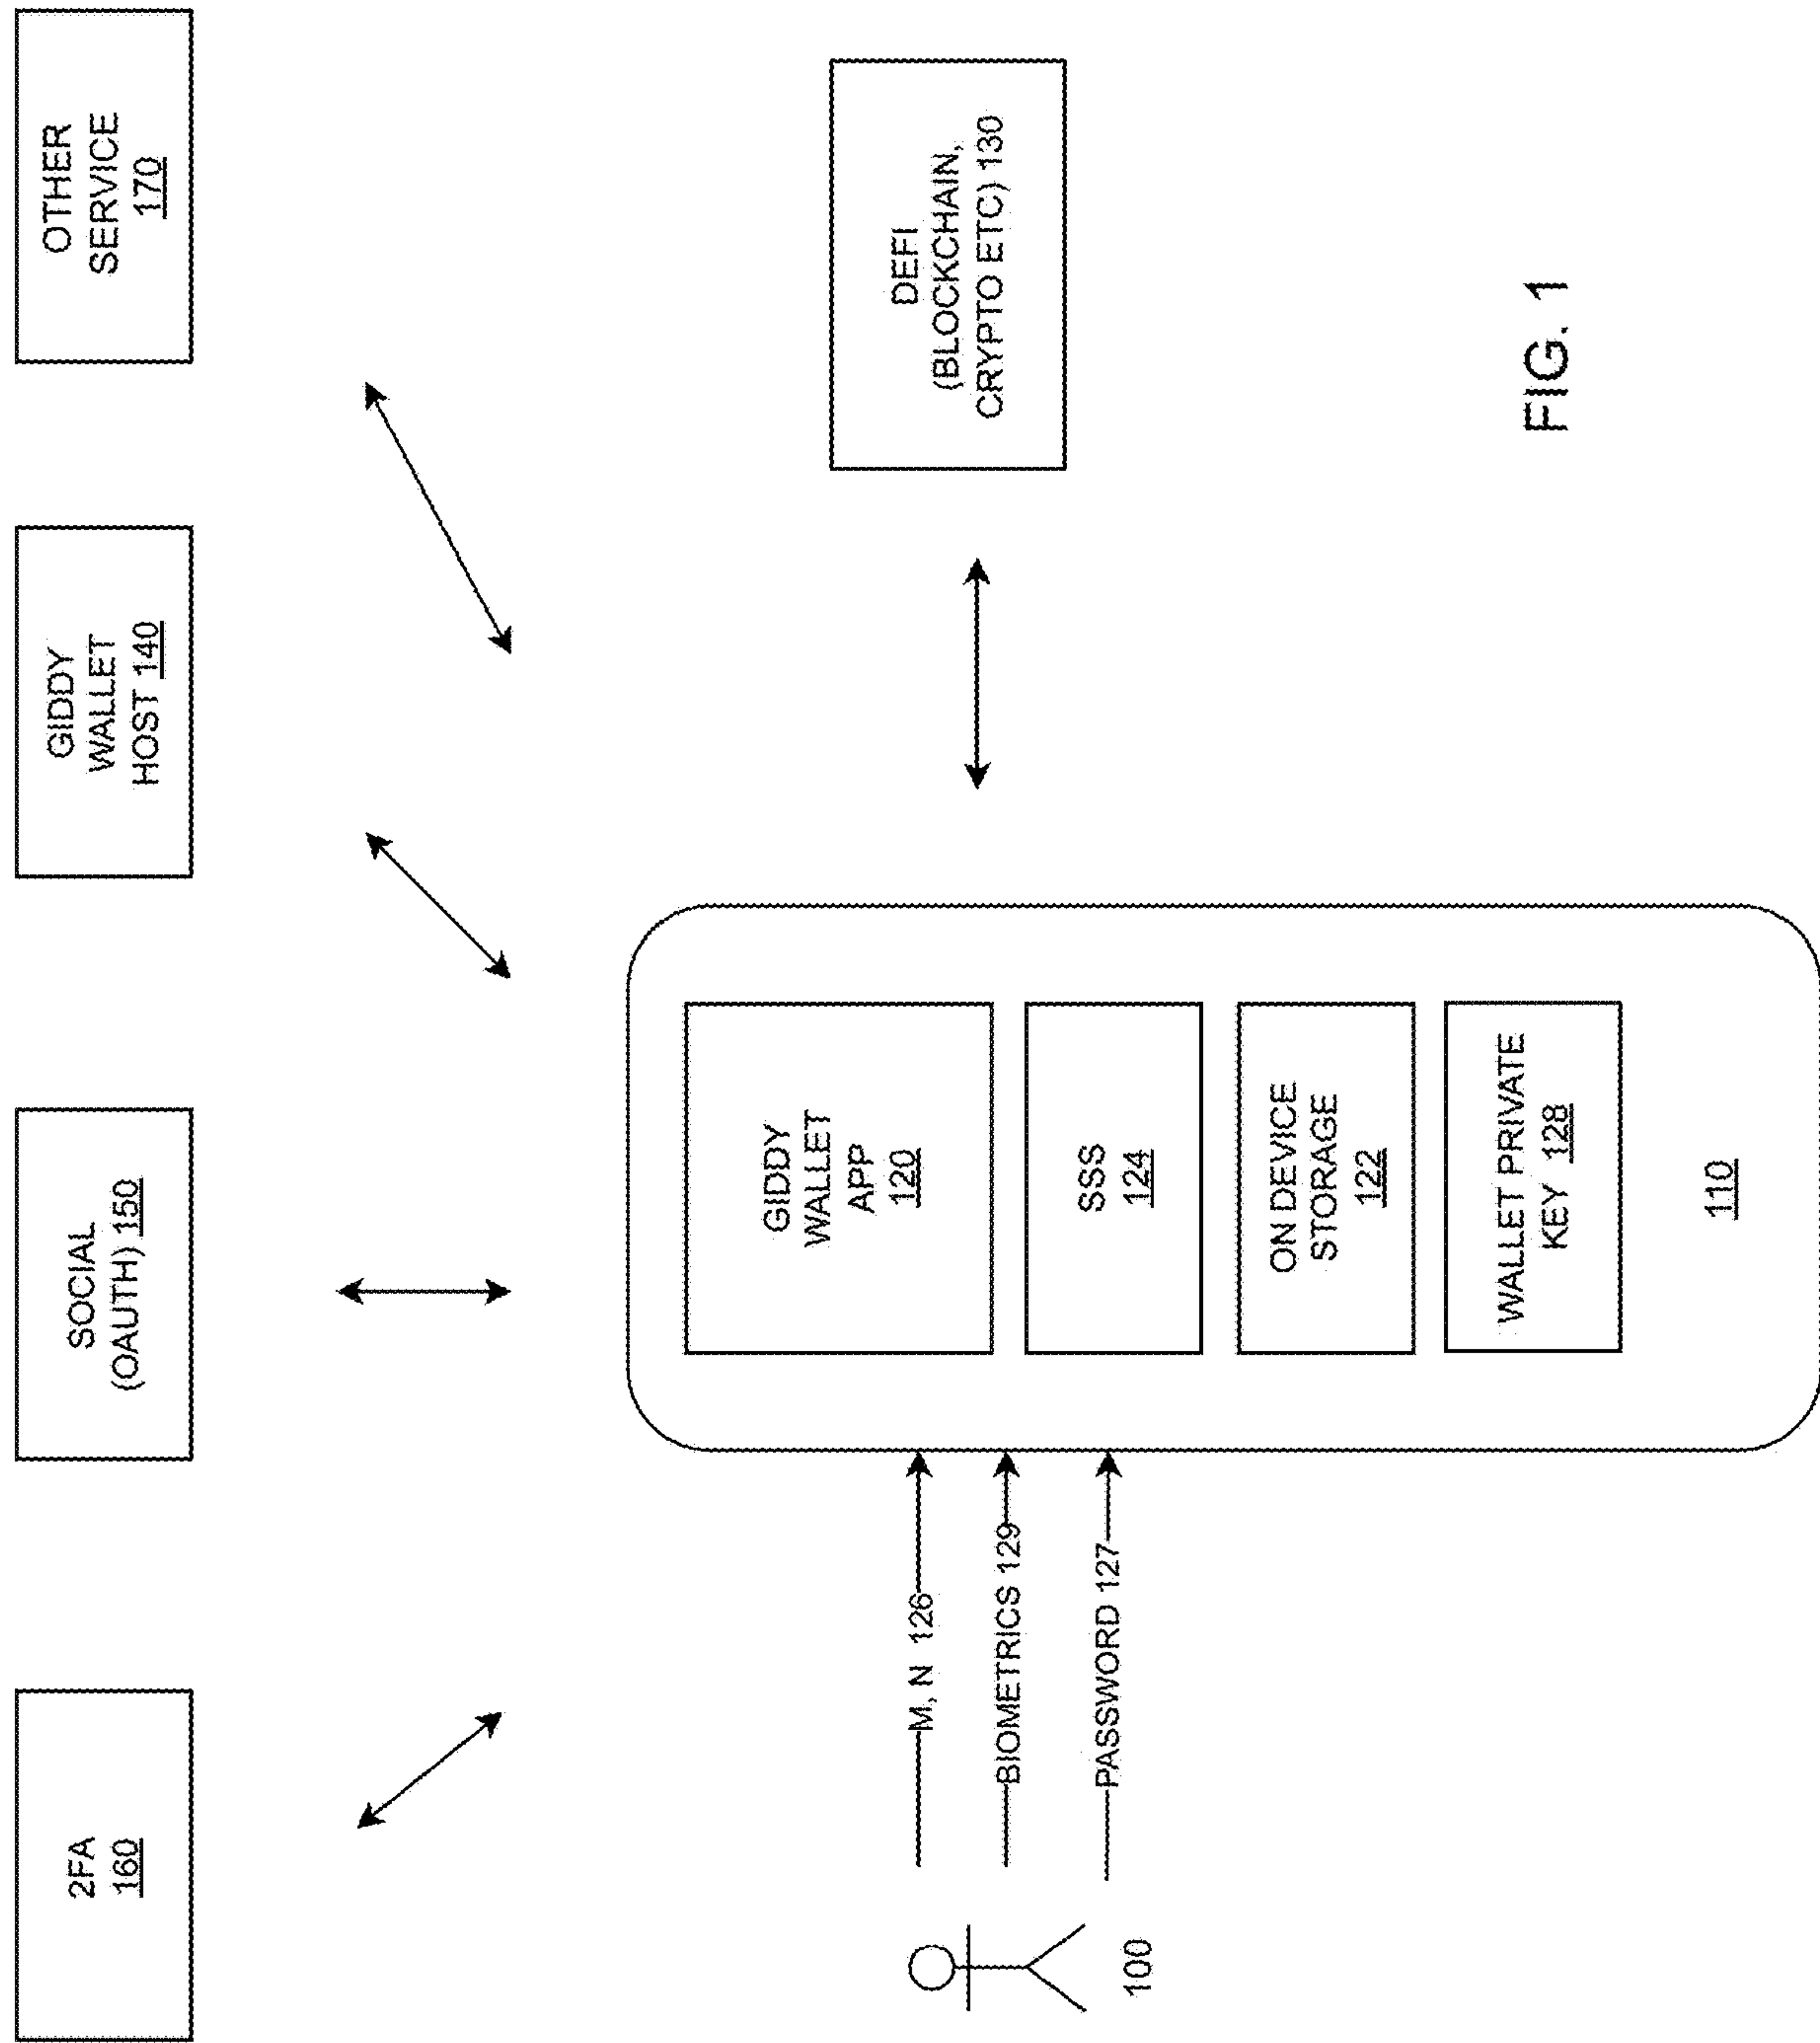 2FA
160
SOCIAL
(OAUTH) 150
GIDDY
WALLET
HOST 140
OTHER
SERVICE
170
M, N 126
BIOMETRICS 129
PASSWORD 127
100
GIDDY
WALLET
APP
120
SSS
124
ON DEVICE
STORAGE
122
WALLET PRIVATE
KEY 128
110
DEFI
(BLOCKCHAIN,
CRYPTO ETC) 130
FIG. 1